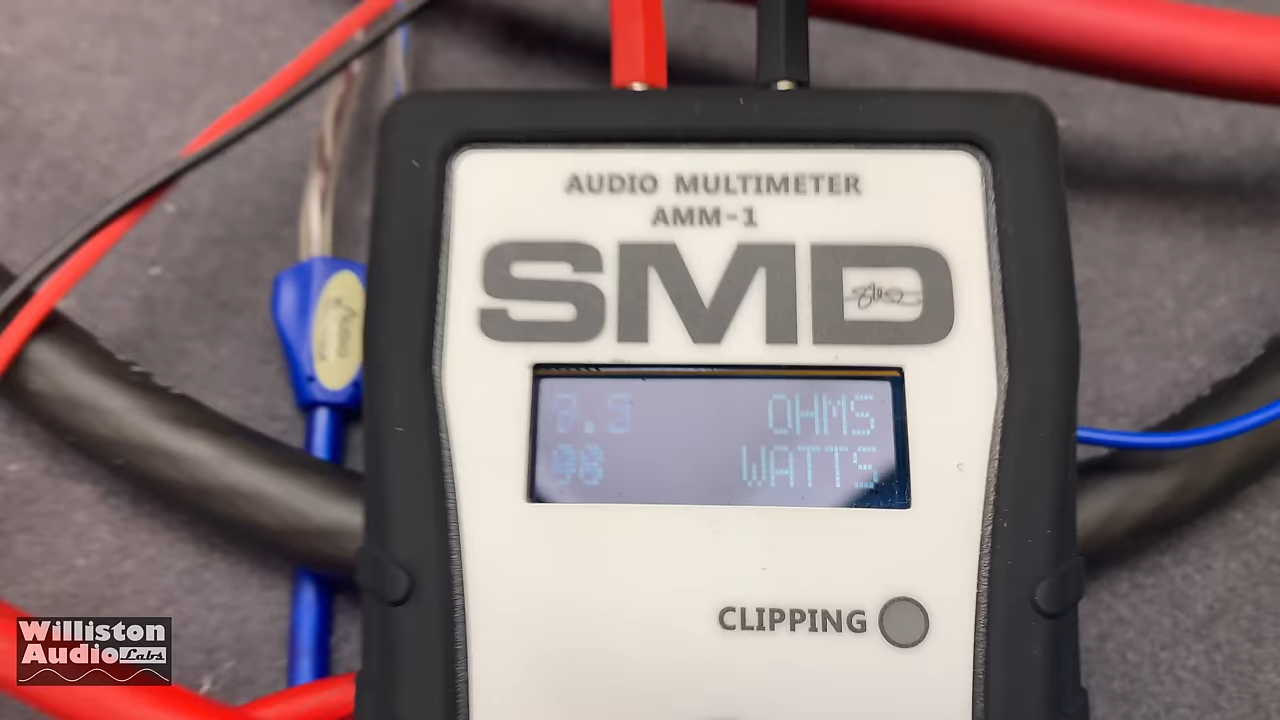 AUDIO MULTIMETER
AMM-1
SMD
OHMS
WATTS
CLIPPING
Williston
Audio Labs